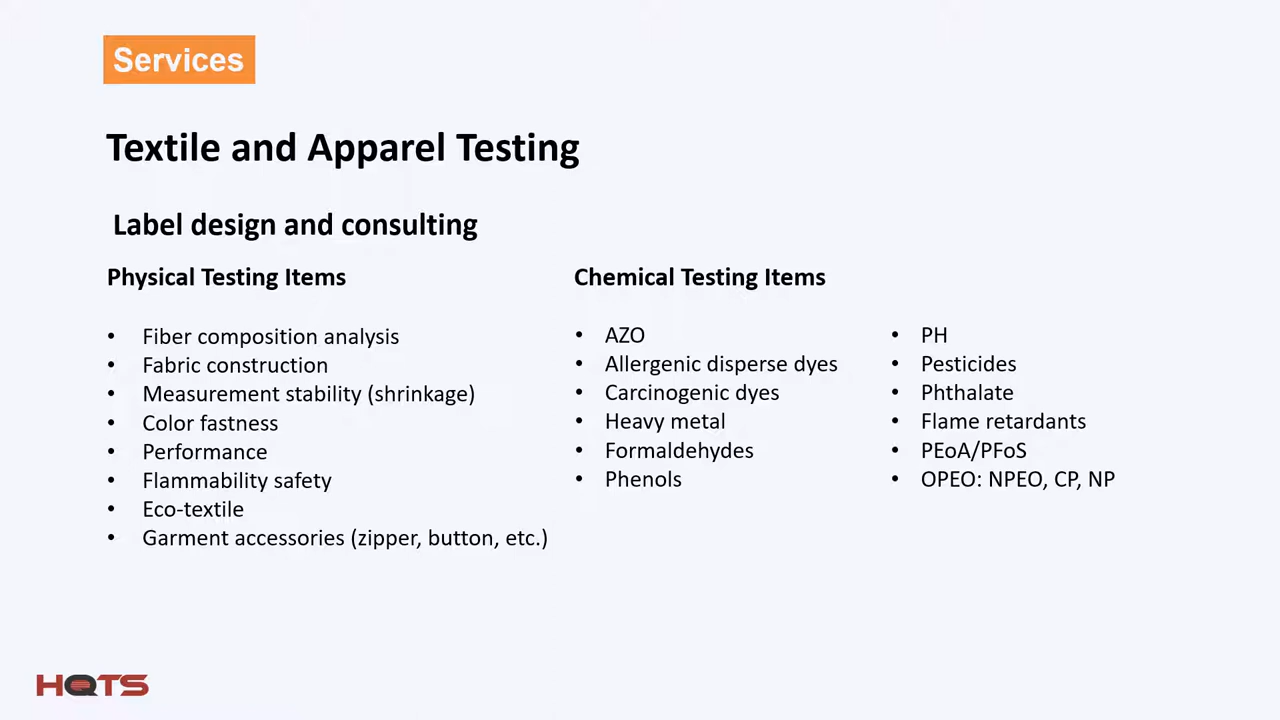 Services
Textile and Apparel Testing
Label design and consulting
Physical Testing Items
• Fiber composition analysis
• Fabric construction
• Measurement stability (shrinkage)
• Color fastness
• Performance
• Flammability safety
• Eco-textile
• Garment accessories (zipper, button, etc.)
Chemical Testing Items
• AZO
• Allergenic disperse dyes
• Carcinogenic dyes
• Heavy metal
• Formaldehydes
• Phenols
• PH
• Pesticides
• Phthalate
• Flame retardants
• PEoA/PFoS
• OPEO: NPEO, CP, NP
HQTS